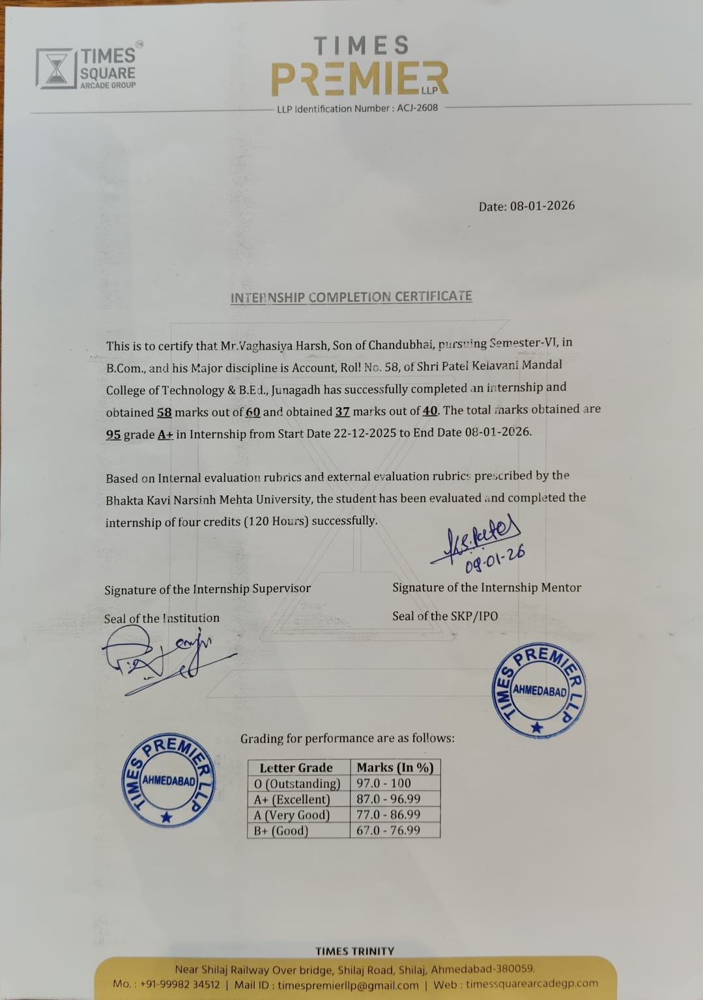 TIMES
SQUARE
ARCADE GROUP
TM
TIMES
PREMIER
LLP
LLP Identification Number : ACJ-2608
Date: 08-01-2026
INTERNSHIP COMPLETION CERTIFICATE
This is to certify that Mr.Vaghasiya Harsh, Son of Chandubhai, pursuing Semester-VI, in
B.Com., and his Major discipline is Account, Roll No. 58, of Shri Patel Kelavani Mandal
College of Technology & B.Ed., Junagadh has successfully completed an internship and
obtained 58 marks out of 60 and obtained 37 marks out of 40. The total marks obtained are
95 grade A+ in Internship from Start Date 22-12-2025 to End Date 08-01-2026.
Based on Internal evaluation rubrics and external evaluation rubrics prescribed by the
Bhakta Kavi Narsinh Mehta University, the student has been evaluated and completed the
internship of four credits (120 Hours) successfully.
K.S.Patel
09-01-26
Signature of the Internship Supervisor
Signature of the Internship Mentor
Seal of the Institution
Seal of the SKP/IPO
TIMES PREMIER LLP
AHMEDABAD
TIMES PREMIER LLP
AHMEDABAD
Grading for performance are as follows:
Letter Grade Marks (In %)
O (Outstanding) 97.0 - 100
A+ (Excellent) 87.0 - 96.99
A (Very Good) 77.0 - 86.99
B+ (Good) 67.0 - 76.99
TIMES TRINITY
Near Shilaj Railway Over bridge, Shilaj Road, Shilaj, Ahmedabad-380059.
Mo. : +91-99982 34512 | Mail ID : timespremierllp@gmail.com | Web : timessquarearcadegp.com